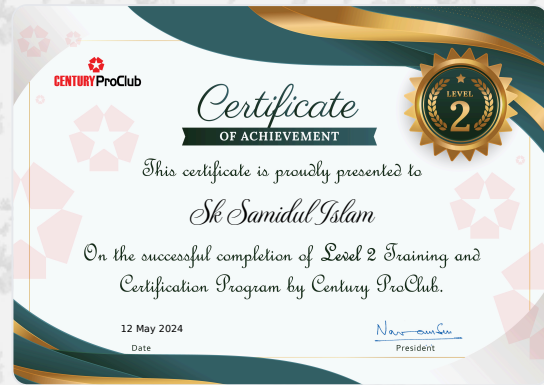 CENTURY ProClub
LEVEL
2
Certificate
OF ACHIEVEMENT
This certificate is proudly presented to
Sk Samidul Islam
On the successful completion of Level 2 Training and
Certification Program by Century ProClub.
12 May 2024
Date
President